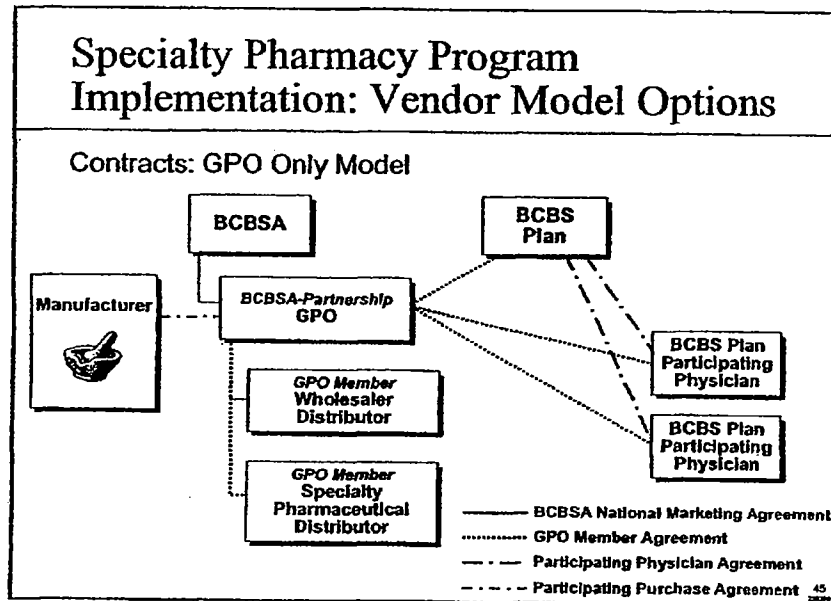 Specialty Pharmacy Program
Implementation: Vendor Model Options
Contracts: GPO Only Model
BCBSA
BCBS
Plan
Manufacturer
BCBSA-Partnership
GPO
GPO Member
Wholesaler
Distributor
GPO Member
Specialty
Pharmaceutical
Distributor
BCBS Plan
Participating
Physician
BCBS Plan
Participating
Physician
BCBSA National Marketing Agreement
GPO Member Agreement
Participating Physician Agreement
Participating Purchase Agreement
45